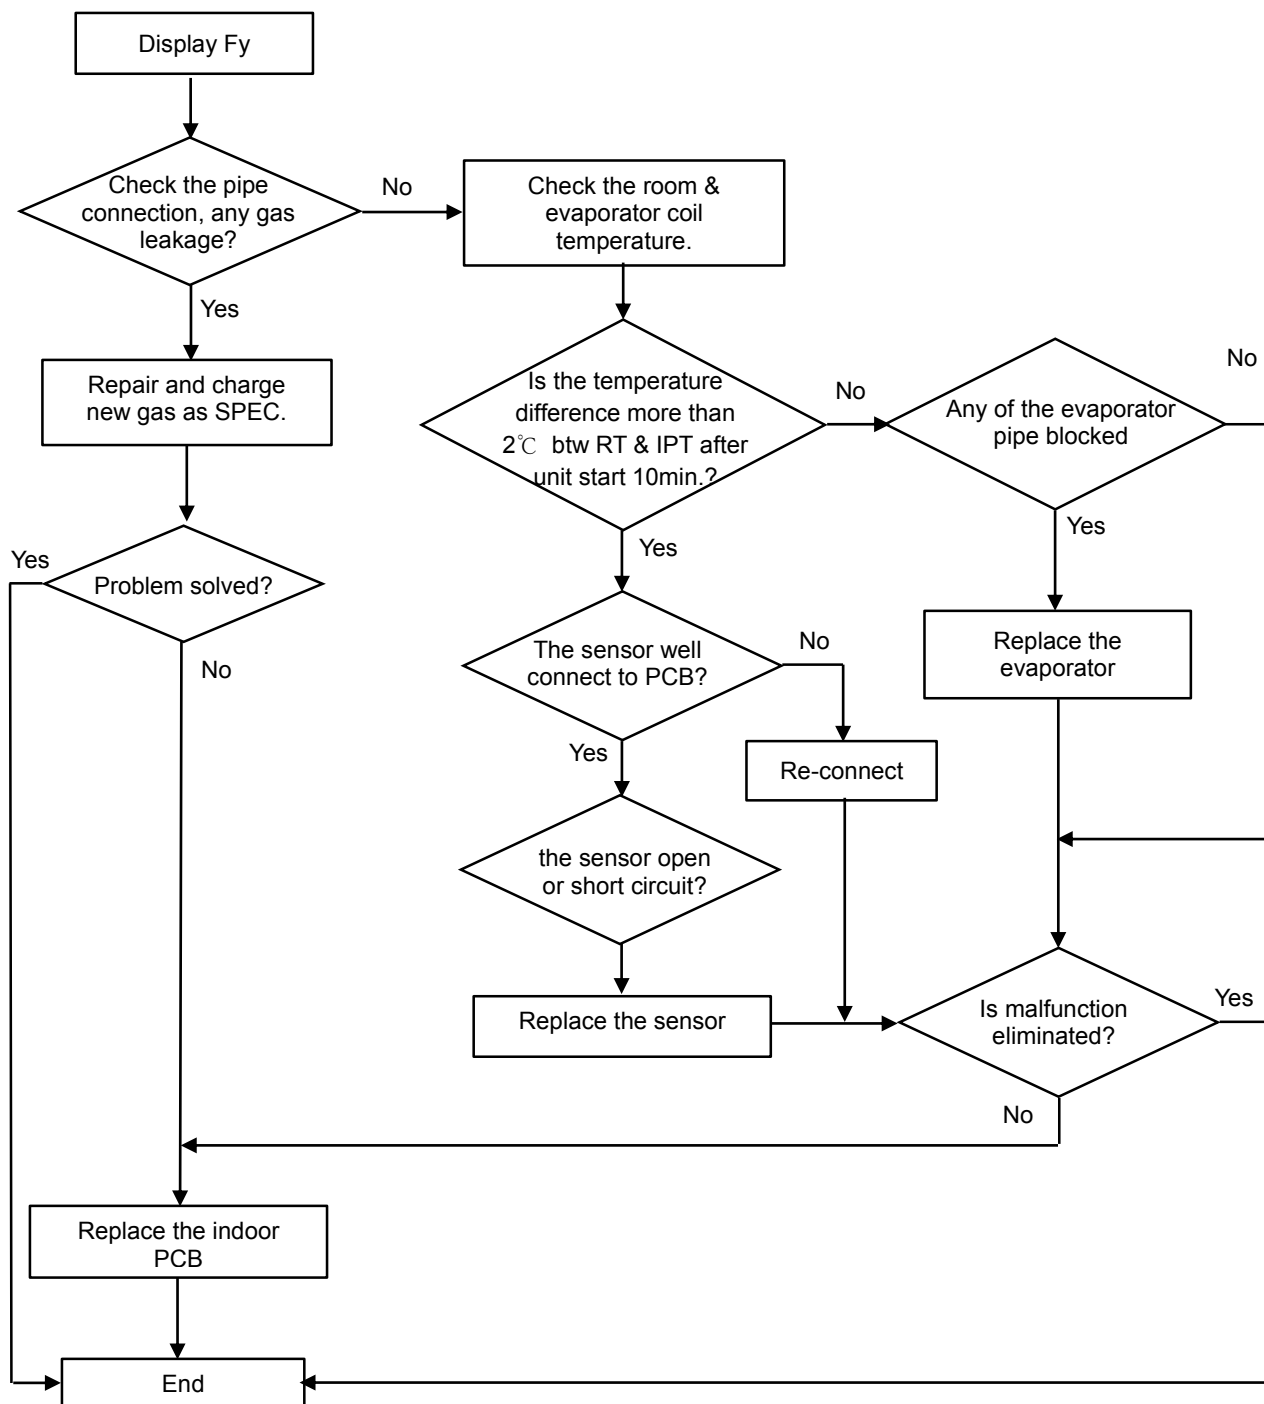 Display Fy
Check the pipe
connection, any gas
leakage?
No
Check the room &
evaporator coil
temperature.
Yes
Repair and charge
new gas as SPEC.
Is the temperature
difference more than
2℃ btw RT & IPT after
unit start 10min.?
No
Any of the evaporator
pipe blocked
No
Yes
Problem solved?
No
Yes
The sensor well
connect to PCB?
No
Yes
Replace the
evaporator
Yes
Re-connect
the sensor open
or short circuit?
Replace the sensor
Is malfunction
eliminated?
Yes
No
Replace the indoor
PCB
End